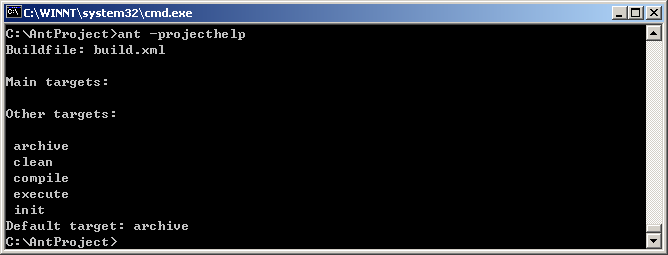 C:\WINNT\system32\cmd.exe
C:\AntProject>ant -projecthelp
Buildfile: build.xml
Main targets:
Other targets:
archive
clean
compile
execute
init
Default target: archive
C:\AntProject>